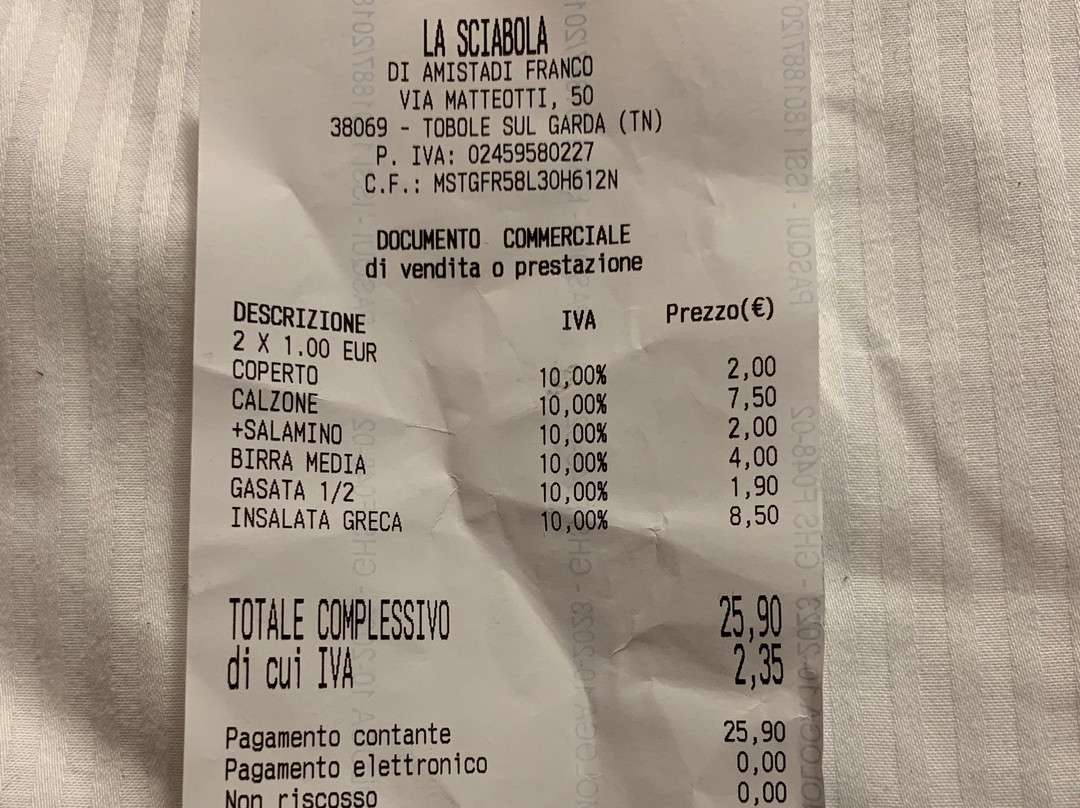 LA SCIABOLA
DI AMISTADI FRANCO
VIA MATTEOTTI, 50
38069 - TOBOLE SUL GARDA (TN)
P. IVA: 02459580227
C.F.: MSTGFR58L30H612N
DOCUMENTO COMMERCIALE
di vendita o prestazione
DESCRIZIONE IVA Prezzo(€)
2 X 1.00 EUR
COPERTO 10,00% 2,00
CALZONE 10,00% 7,50
+SALAMINO 10,00% 2,00
BIRRA MEDIA 10,00% 4,00
GASATA 1/2 10,00% 1,90
INSALATA GRECA 10,00% 8,50
TOTALE COMPLESSIVO 25,90
di cui IVA 2,35
Pagamento contante 25,90
Pagamento elettronico 0,00
Non riscosso 0,00